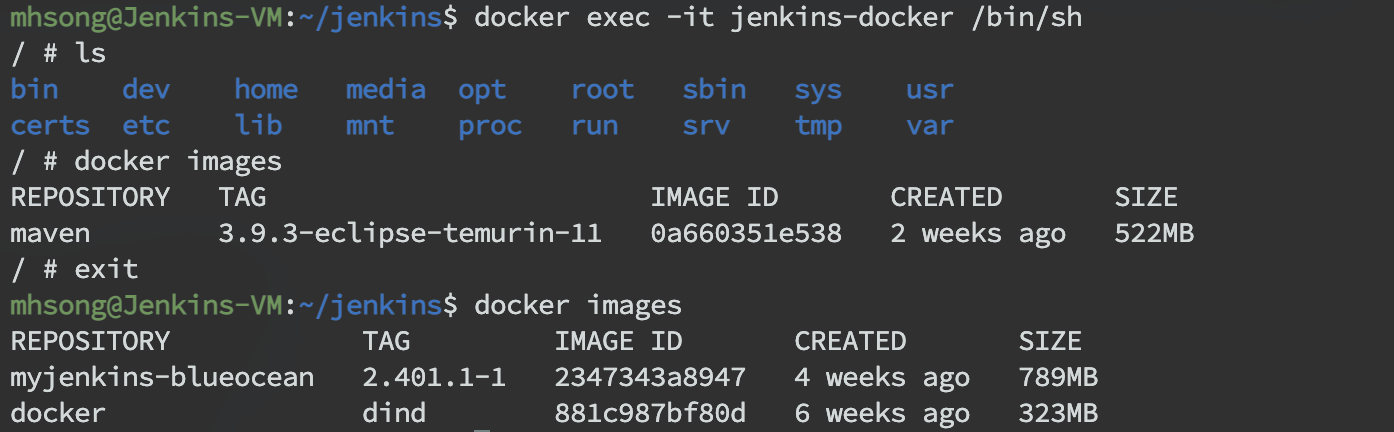 mhsong@Jenkins-VM:~/jenkins$ docker exec -it jenkins-docker /bin/sh
/ # ls
bin    dev    home   media  opt    root   sbin   sys    usr
certs  etc    lib    mnt    proc   run    srv    tmp    var
/ # docker images
REPOSITORY   TAG                        IMAGE ID       CREATED       SIZE
maven        3.9.3-eclipse-temurin-11   0a660351e538   2 weeks ago   522MB
/ # exit
mhsong@Jenkins-VM:~/jenkins$ docker images
REPOSITORY             TAG         IMAGE ID       CREATED       SIZE
myjenkins-blueocean    2.401.1-1   2347343a8947   4 weeks ago   789MB
docker                 dind        881c987bf80d   6 weeks ago   323MB